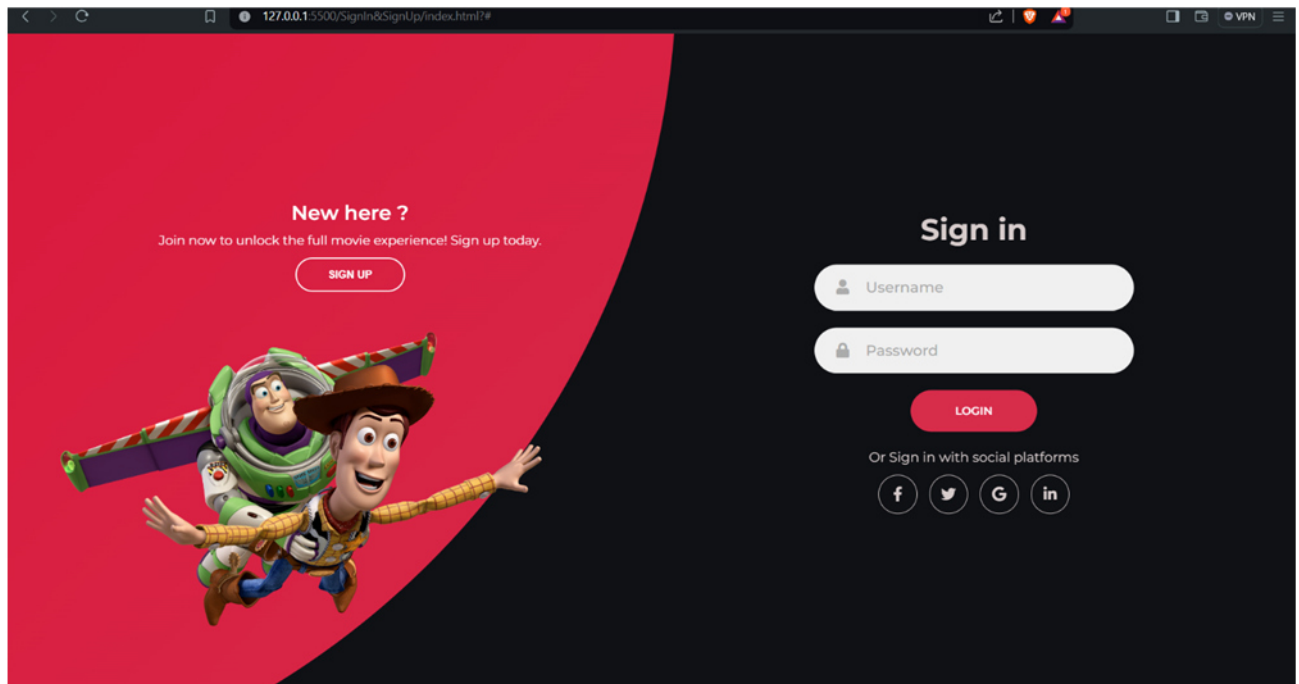 127.0.0.1:5500/SignIn&SignUp/index.html?#
VPN
New here ?
Join now to unlock the full movie experience! Sign up today.
SIGN UP
Sign in
Username
Password
LOGIN
Or Sign in with social platforms
f
G
in